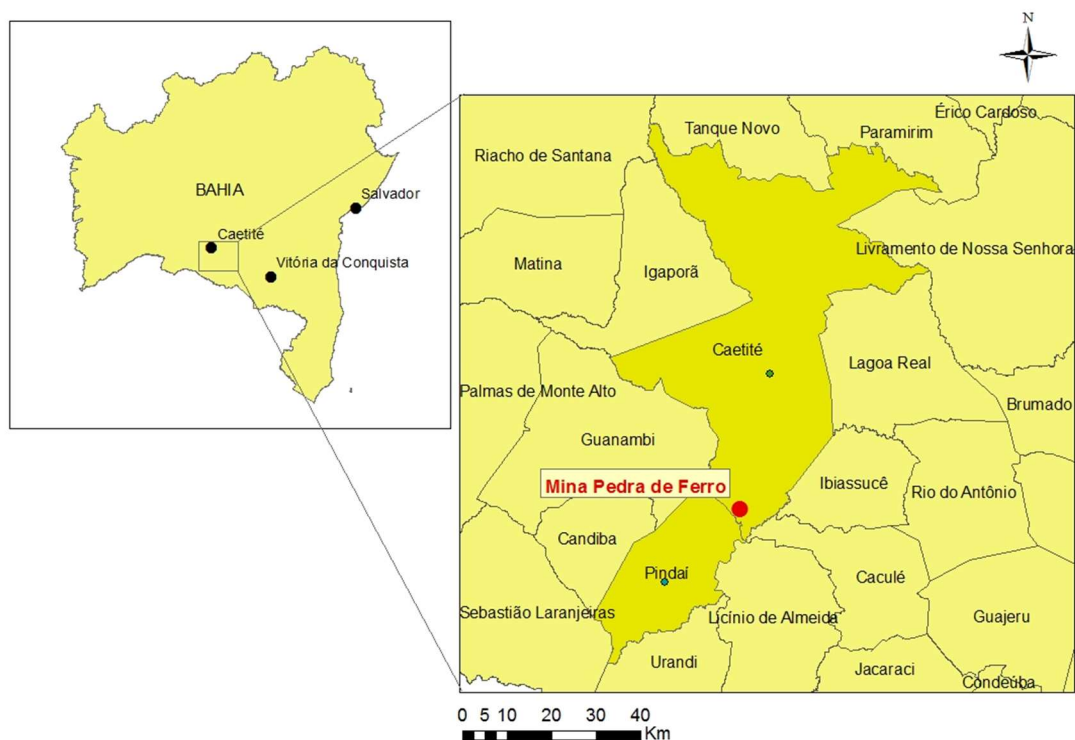 N
BAHIA
Salvador
Caetité
Vitória da Conquista
Érico Cardoso
Tanque Novo
Paramirim
Riacho de Santana
Livramento de Nossa Senhora
Matina
Igaporã
Caetité
Lagoa Real
Palmas de Monte Alto
Brumado
Guanambi
Mina Pedra de Ferro
Ibiassucê
Rio do Antônio
Candiba
Pindaí
Caculé
Sebastião Laranjeiras
Licínio de Almeida
Guajeru
Urandi
Jacaraci
Condeúba
0 5 10 20 30 40
Km